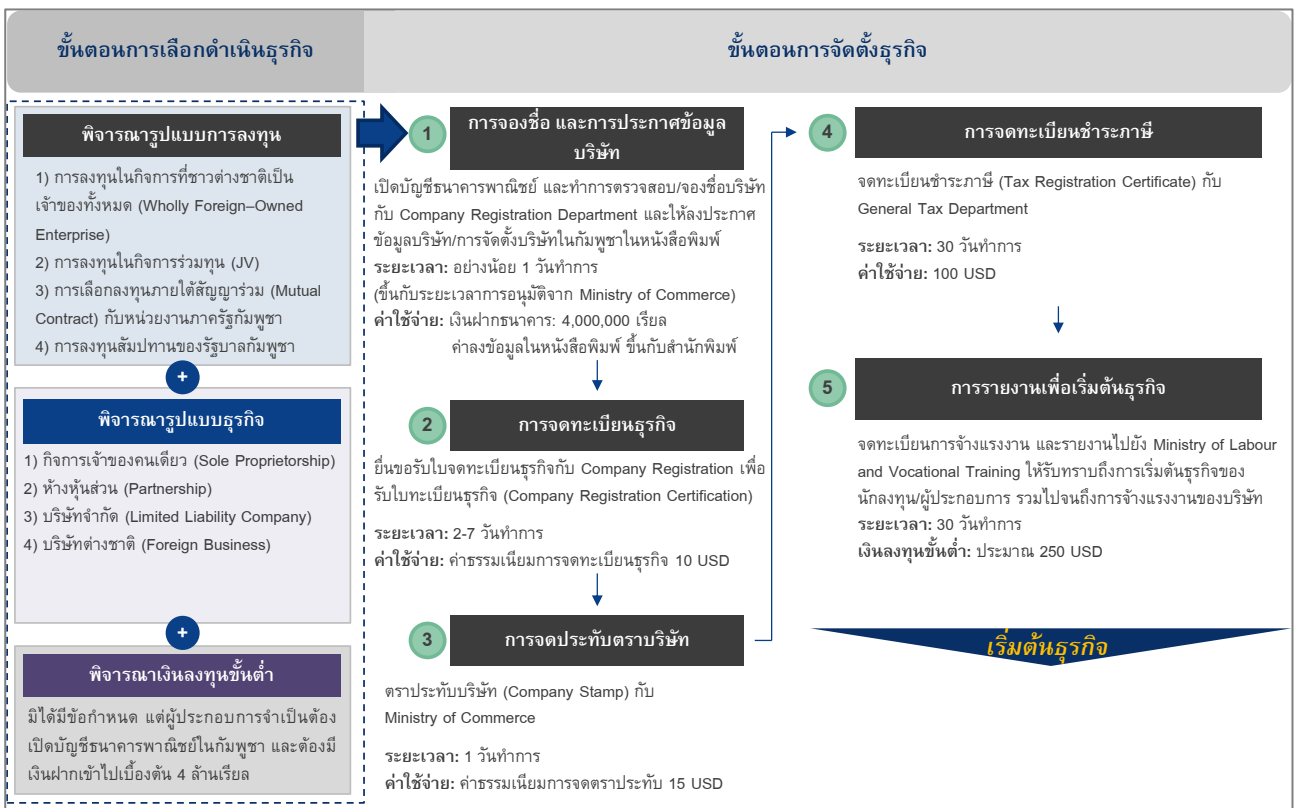 ขั้นตอนการเลือกดำเนินธุรกิจ
ขั้นตอนการจัดตั้งธุรกิจ
พิจารณารูปแบบการลงทุน
1) การลงทุนในกิจการที่ชาวต่างชาติเป็น
เจ้าของทั้งหมด (Wholly Foreign–Owned
Enterprise)
2) การลงทุนในกิจการร่วมทุน (JV)
3) การเลือกลงทุนภายใต้สัญญาร่วม (Mutual
Contract) กับหน่วยงานภาครัฐกัมพูชา
4) การลงทุนสัมปทานของรัฐบาลกัมพูชา
+
พิจารณารูปแบบธุรกิจ
1) กิจการเจ้าของคนเดียว (Sole Proprietorship)
2) ห้างหุ้นส่วน (Partnership)
3) บริษัทจำกัด (Limited Liability Company)
4) บริษัทต่างชาติ (Foreign Business)
+
พิจารณาเงินลงทุนขั้นต่ำ
มิได้มีข้อกำหนด แต่ผู้ประกอบการจำเป็นต้อง
เปิดบัญชีธนาคารพาณิชย์ในกัมพูชา และต้องมี
เงินฝากเข้าไปเบื้องต้น 4 ล้านเรียล
1
การจองชื่อ และการประกาศข้อมูล
บริษัท
เปิดบัญชีธนาคารพาณิชย์ และทำการตรวจสอบ/จองชื่อบริษัท
กับ Company Registration Department และให้ลงประกาศ
ข้อมูลบริษัท/การจัดตั้งบริษัทในกัมพูชาในหนังสือพิมพ์
ระยะเวลา: อย่างน้อย 1 วันทำการ
(ขึ้นกับระยะเวลาการอนุมัติจาก Ministry of Commerce)
ค่าใช้จ่าย: เงินฝากธนาคาร: 4,000,000 เรียล
ค่าลงข้อมูลในหนังสือพิมพ์ ขึ้นกับสำนักพิมพ์
2
การจดทะเบียนธุรกิจ
ยื่นขอรับใบจดทะเบียนธุรกิจกับ Company Registration เพื่อ
รับใบทะเบียนธุรกิจ (Company Registration Certification)
ระยะเวลา: 2-7 วันทำการ
ค่าใช้จ่าย: ค่าธรรมเนียมการจดทะเบียนธุรกิจ 10 USD
3
การจดประทับตราบริษัท
ตราประทับบริษัท (Company Stamp) กับ
Ministry of Commerce
ระยะเวลา: 1 วันทำการ
ค่าใช้จ่าย: ค่าธรรมเนียมการจดตราประทับ 15 USD
4
การจดทะเบียนชำระภาษี
จดทะเบียนชำระภาษี (Tax Registration Certificate) กับ
General Tax Department
ระยะเวลา: 30 วันทำการ
ค่าใช้จ่าย: 100 USD
5
การรายงานเพื่อเริ่มต้นธุรกิจ
จดทะเบียนการจ้างแรงงาน และรายงานไปยัง Ministry of Labour
and Vocational Training ให้รับทราบถึงการเริ่มต้นธุรกิจของ
นักลงทุน/ผู้ประกอบการ รวมไปจนถึงการจ้างแรงงานของบริษัท
ระยะเวลา: 30 วันทำการ
เงินลงทุนขั้นต่ำ: ประมาณ 250 USD
เริ่มต้นธุรกิจ